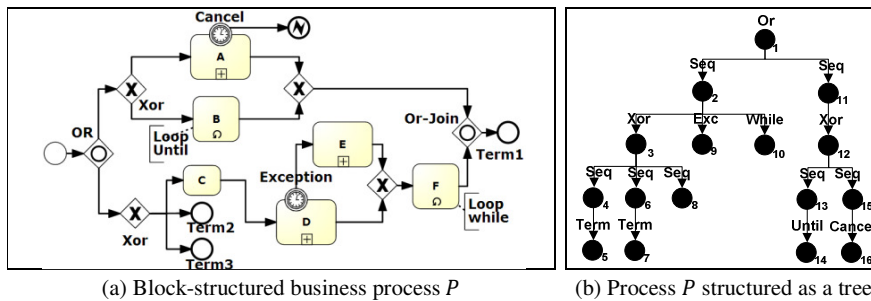 Cancel
A
X
X
Xor
B
Loop
Until
OR
Or-Join
Term1
E
Exception
C
X
F
D
Loop
while
X
Xor
Term2
Term3
(a) Block-structured business process P
Or
1
Seq
Seq
2
11
Xor
Exc
While
Xor
3
9
10
12
Seq
Seq
Seq
Seq
Seq
4
6
8
13
15
Term
Term
Until
Cancel
5
7
14
16
(b) Process P structured as a tree